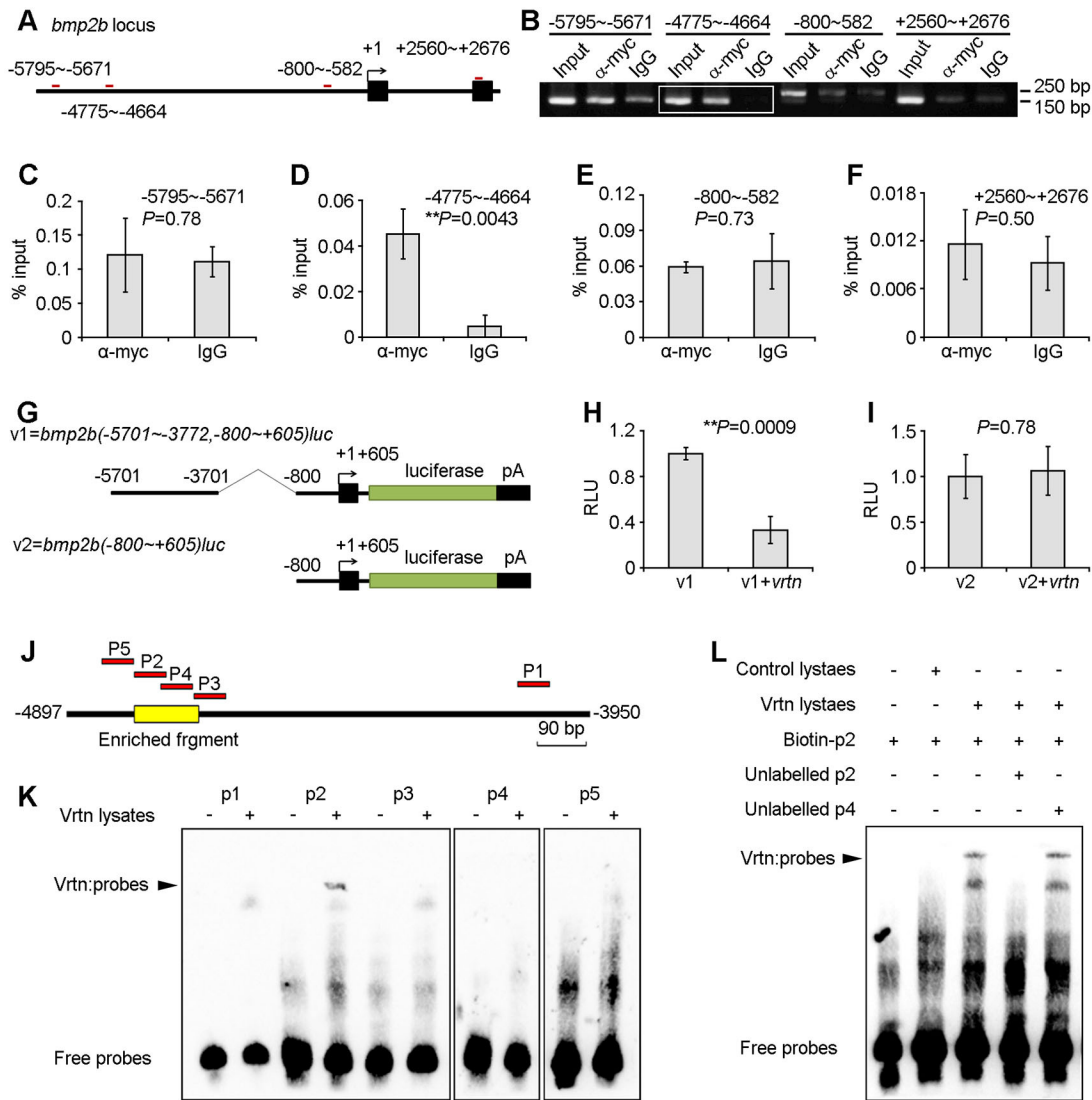 A
bmp2b locus
-5795~-5671
-4775~-4664
-800~-582
+1
+2560~+2676
B
-5795~-5671 -4775~-4664 -800~582 +2560~+2676
Input α-myc IgG Input α-myc IgG Input α-myc IgG Input α-myc IgG
250 bp
150 bp
C
-5795~-5671
P=0.78
% input
0.2
0.15
0.1
0.05
0
α-myc IgG
D
-4775~-4664
**P=0.0043
% input
0.06
0.04
0.02
0
α-myc IgG
E
-800~-582
P=0.73
% input
0.12
0.09
0.06
0.03
0
α-myc IgG
F
+2560~+2676
P=0.50
% input
0.018
0.012
0.006
0
α-myc IgG
G
v1=bmp2b(-5701~-3772,-800~+605)luc
-5701 -3701 -800 +1 +605 luciferase pA
v2=bmp2b(-800~+605)luc
-800 +1 +605 luciferase pA
H
**P=0.0009
RLU
1.2
0.8
0.4
0
v1 v1+vrtn
I
P=0.78
RLU
1.5
1.0
0.5
0
v2 v2+vrtn
J
P5
P2
P4
P3
P1
-4897 -3950
Enriched frgment
90 bp
K
p1 p2 p3 p4 p5
Vrtn lysates - + - + - + - + - +
Vrtn:probes
Free probes
L
Control lystaes - + - - -
Vrtn lystaes - - + + +
Biotin-p2 + + + + +
Unlabelled p2 - - - + -
Unlabelled p4 - - - - +
Vrtn:probes
Free probes